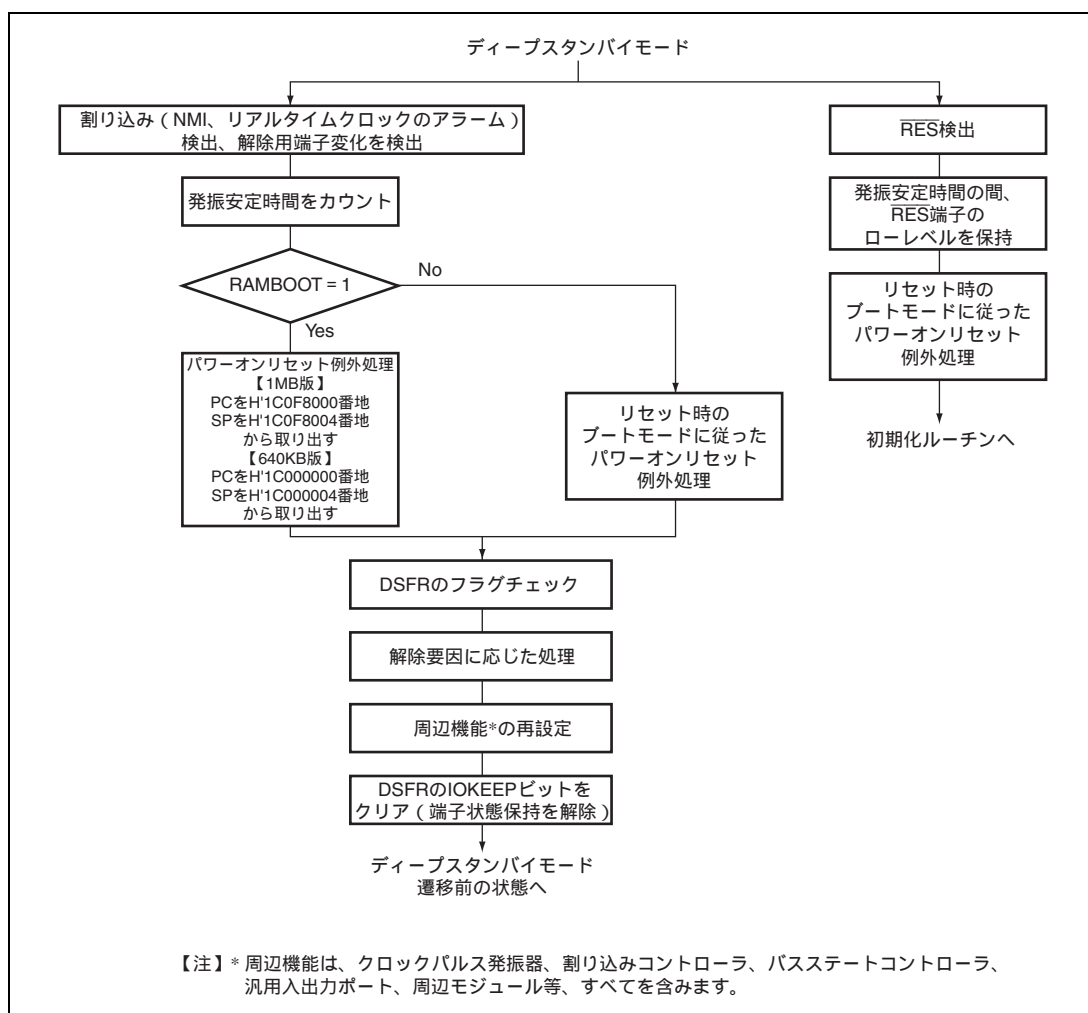 ディープスタンバイモード
割り込み（NMI、リアルタイムクロックのアラーム）
検出、解除用端子変化を検出
発振安定時間をカウント
RAMBOOT = 1
No
Yes
パワーオンリセット例外処理
【1MB版】
PCをH'1C0F8000番地
SPをH'1C0F8004番地
から取り出す
【640KB版】
PCをH'1C000000番地
SPをH'1C000004番地
から取り出す
リセット時の
ブートモードに従った
パワーオンリセット
例外処理
DSFRのフラグチェック
解除要因に応じた処理
周辺機能*の再設定
DSFRのIOKEEPビットを
クリア（端子状態保持を解除）
ディープスタンバイモード
遷移前の状態へ
RES検出
発振安定時間の間、
RES端子の
ローレベルを保持
リセット時の
ブートモードに従った
パワーオンリセット
例外処理
初期化ルーチンへ
【注】* 周辺機能は、クロックパルス発振器、割り込みコントローラ、バスステートコントローラ、
汎用入出力ポート、周辺モジュール等、すべてを含みます。